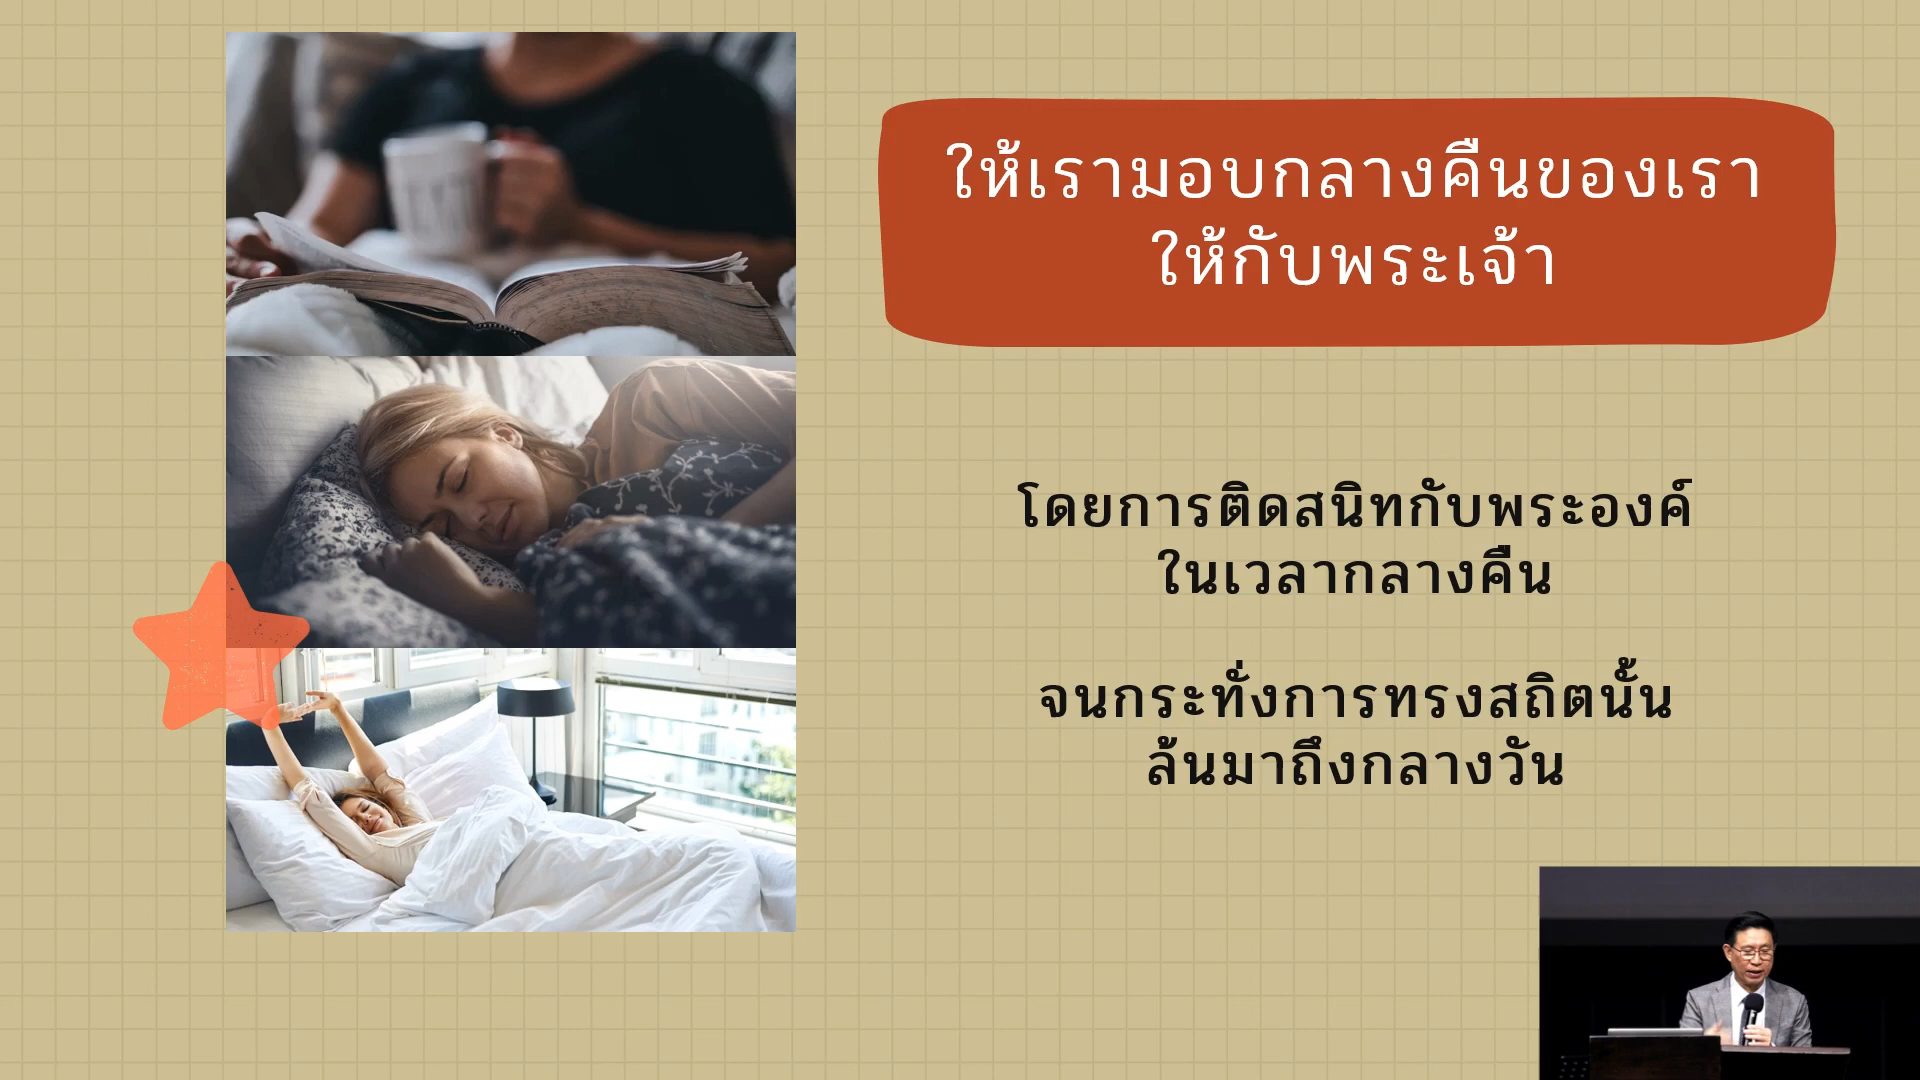 ให้เรามอบกลางคืนของเรา
ให้กับพระเจ้า
โดยการติดสนิทกับพระองค์
ในเวลากลางคืน
จนกระทั่งการทรงสถิตนั้น
ล้นมาถึงกลางวัน